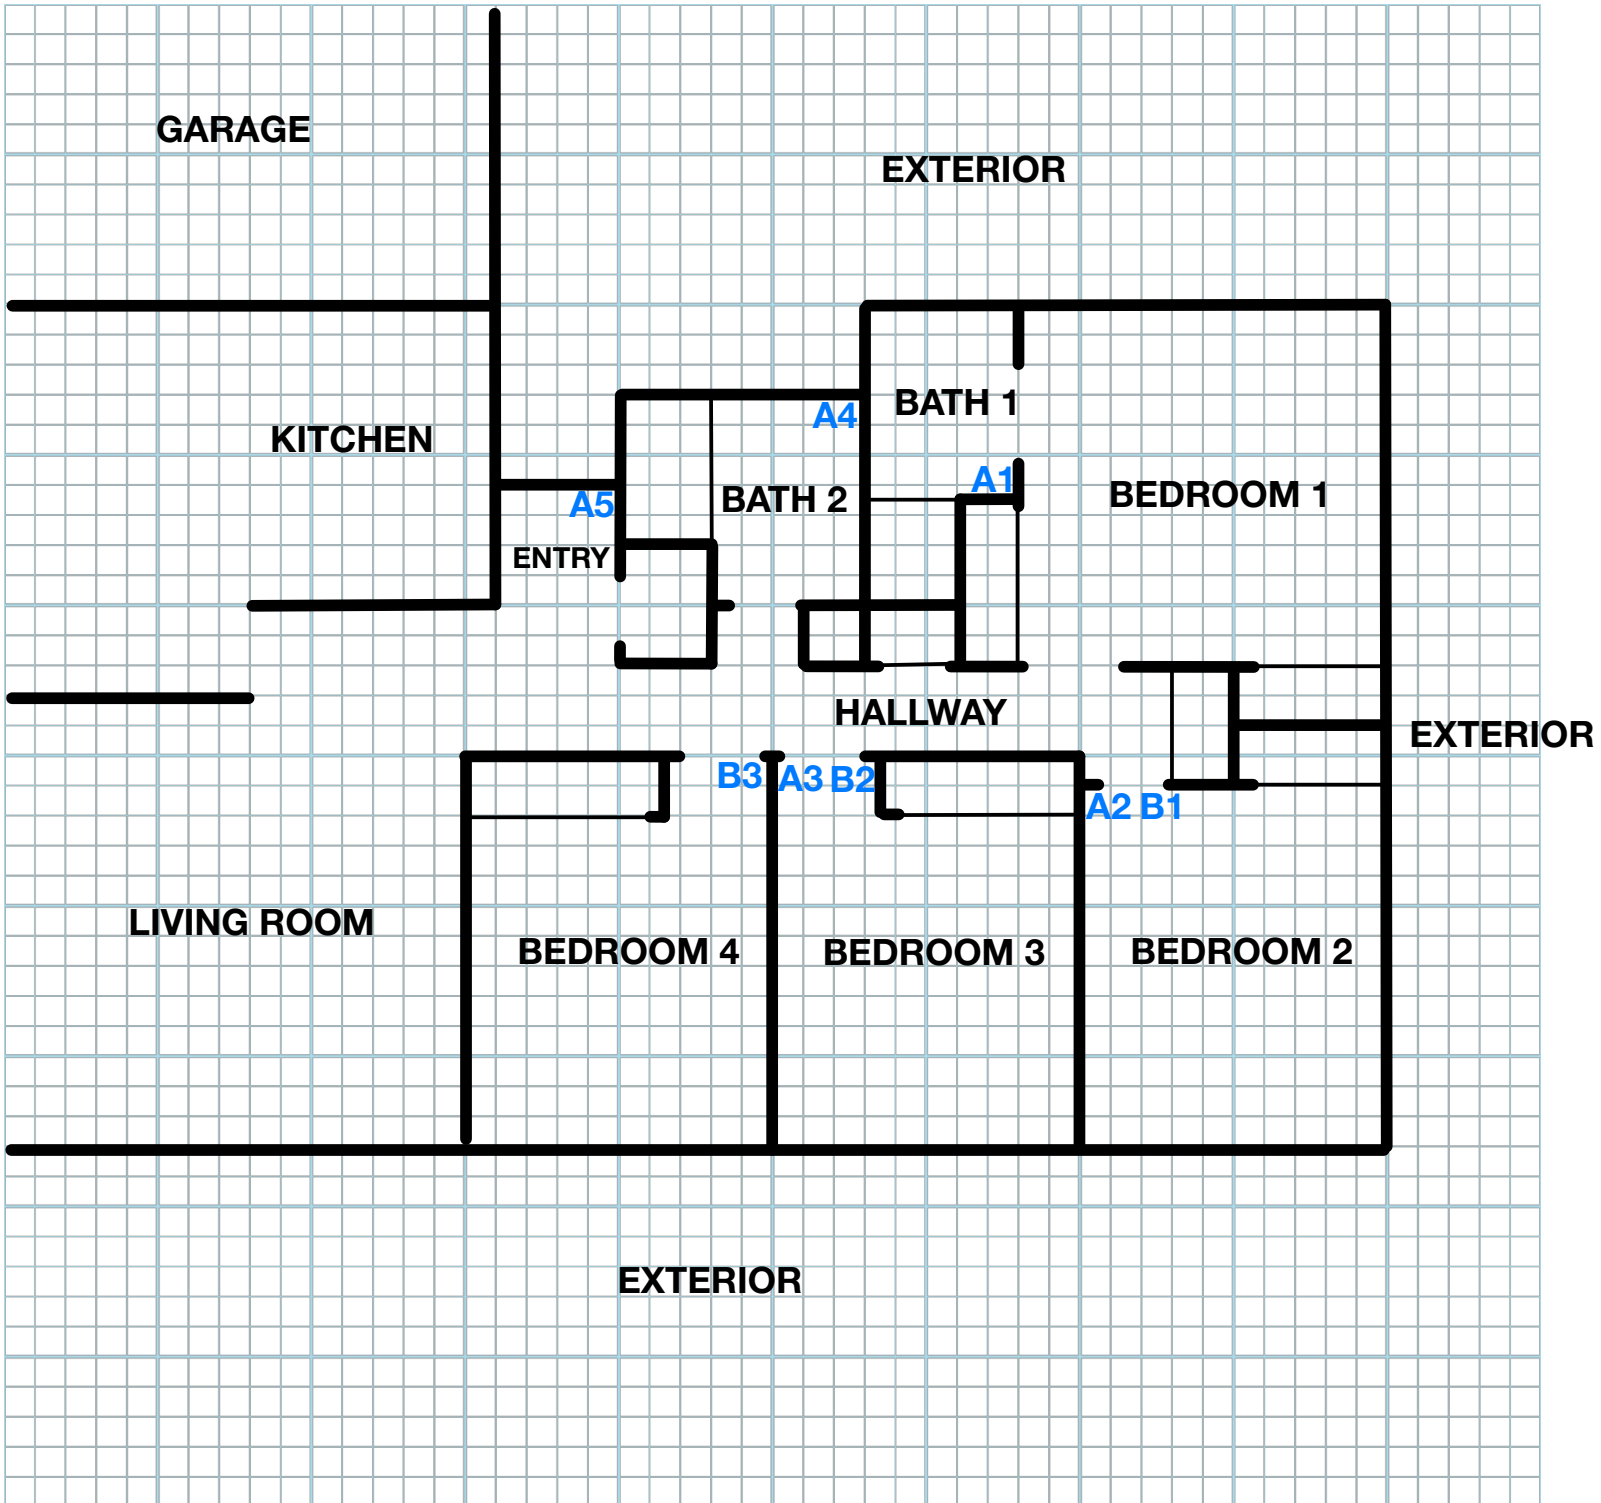 GARAGE
EXTERIOR
BATH 1
A4
KITCHEN
A1
BEDROOM 1
BATH 2
A5
ENTRY
HALLWAY
EXTERIOR
B3 A3 B2
A2 B1
LIVING ROOM
BEDROOM 4
BEDROOM 3
BEDROOM 2
EXTERIOR